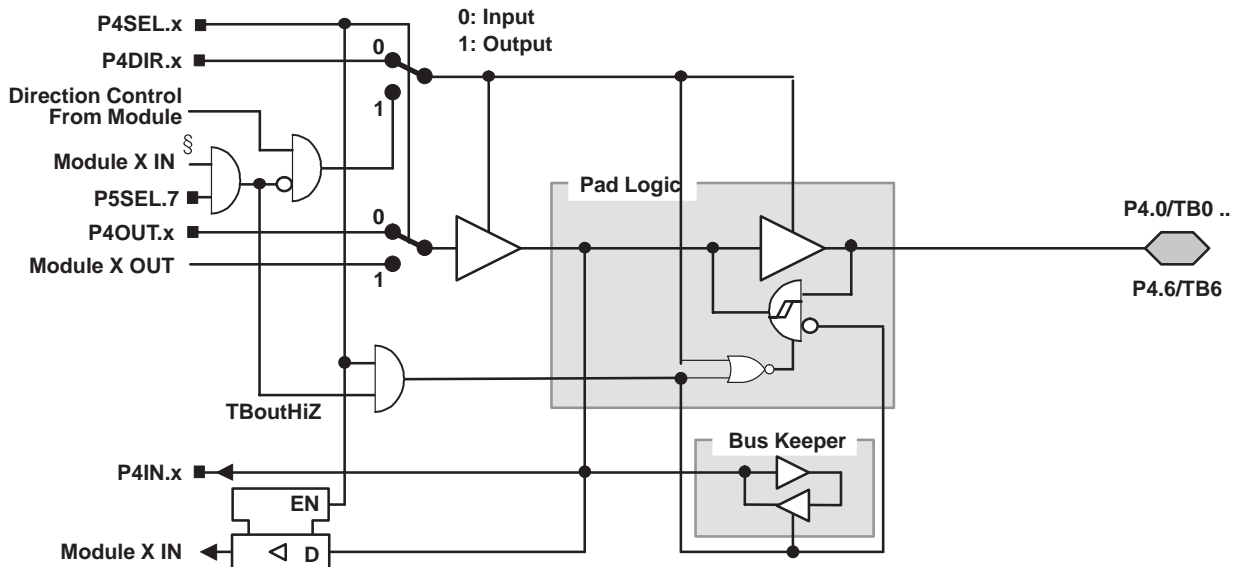 P4SEL.x
0: Input
1: Output
P4DIR.x
0
Direction Control
From Module
1
§
Module X IN
Pad Logic
P5SEL.7
P4OUT.x
0
P4.0/TB0 ..
Module X OUT
1
P4.6/TB6
TBoutHiZ
Bus Keeper
P4IN.x
EN
Module X IN
D